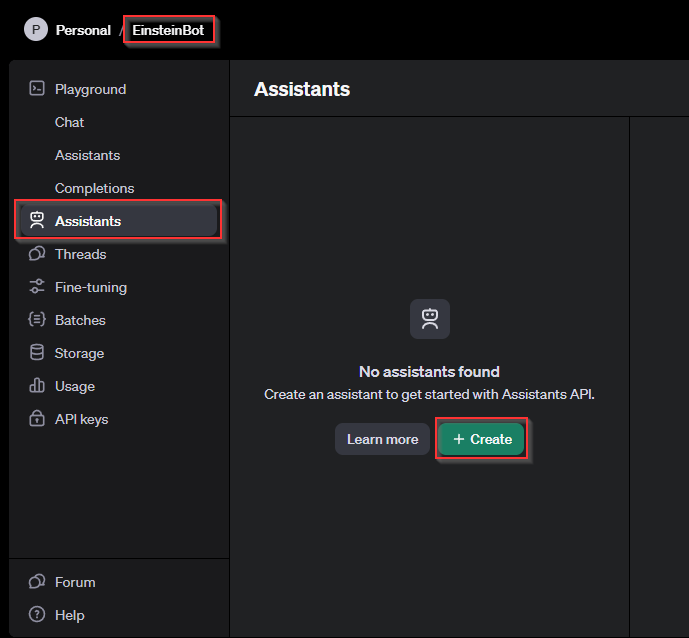 P Personal / EinsteinBot
Playground
Chat
Assistants
Completions
Assistants
Threads
Fine-tuning
Batches
Storage
Usage
API keys
Forum
Help
Assistants
No assistants found
Create an assistant to get started with Assistants API.
Learn more
+ Create